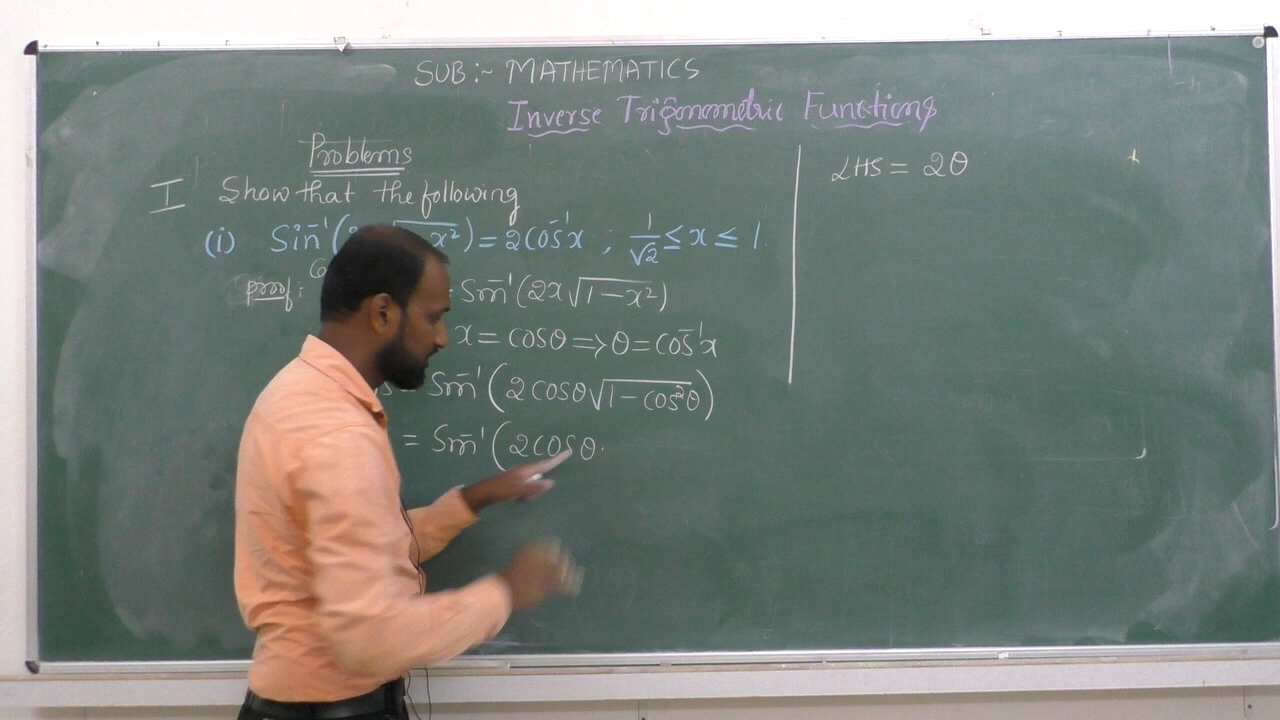 SUB :- MATHEMATICS
Inverse Trigonometric Functions
Problems
I Show that the following
(i) Sin⁻¹( x²) = 2Cos⁻¹x ; 1/√2 ≤ x ≤ 1
proof: Sin⁻¹(2x√(1-x²))
x = cosθ => θ = Cos⁻¹x
= Sin⁻¹(2cosθ√(1-cos²θ))
= Sin⁻¹(2cosθ.
LHS = 2θ